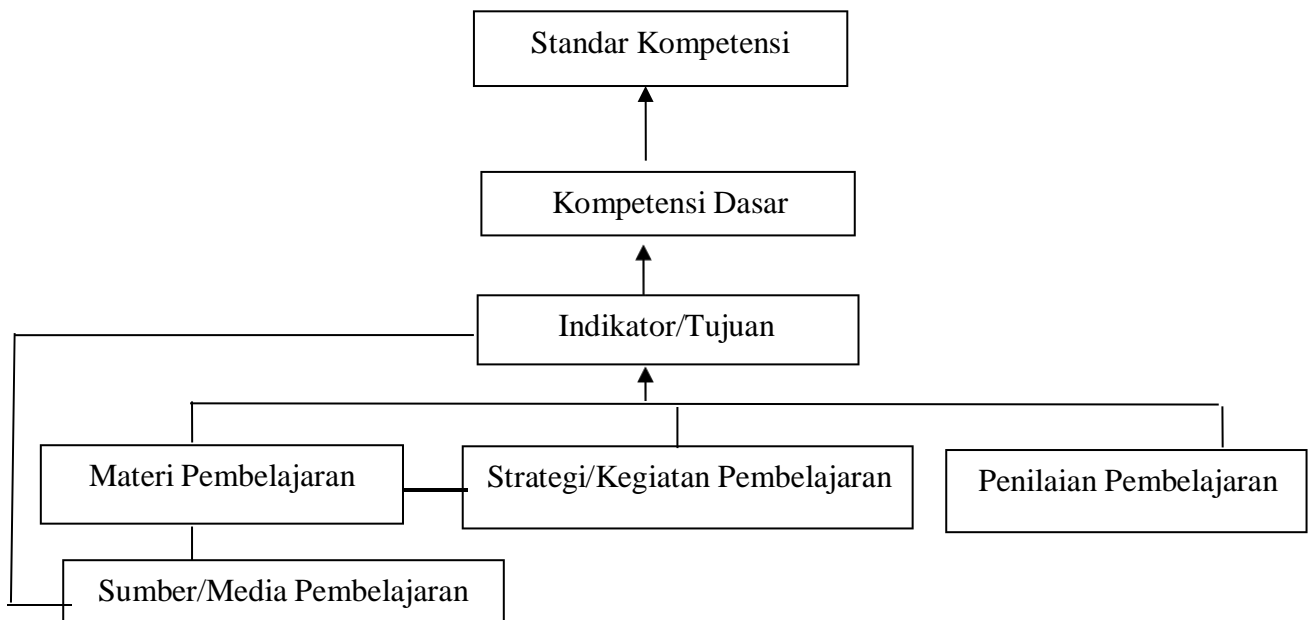 Standar Kompetensi
Kompetensi Dasar
Indikator/Tujuan
Materi Pembelajaran
Strategi/Kegiatan Pembelajaran
Penilaian Pembelajaran
Sumber/Media Pembelajaran